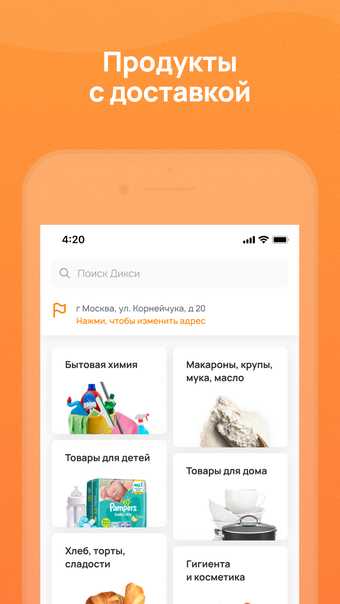 Продукты
с доставкой
4:20
Поиск Дикси
г Москва, ул. Корнейчука, д 20
Нажми, чтобы изменить адрес
Бытовая химия
Макароны, крупы,
мука, масло
Товары для детей
Pampers
Товары для дома
Хлеб, торты,
сладости
Гигиена
и косметика